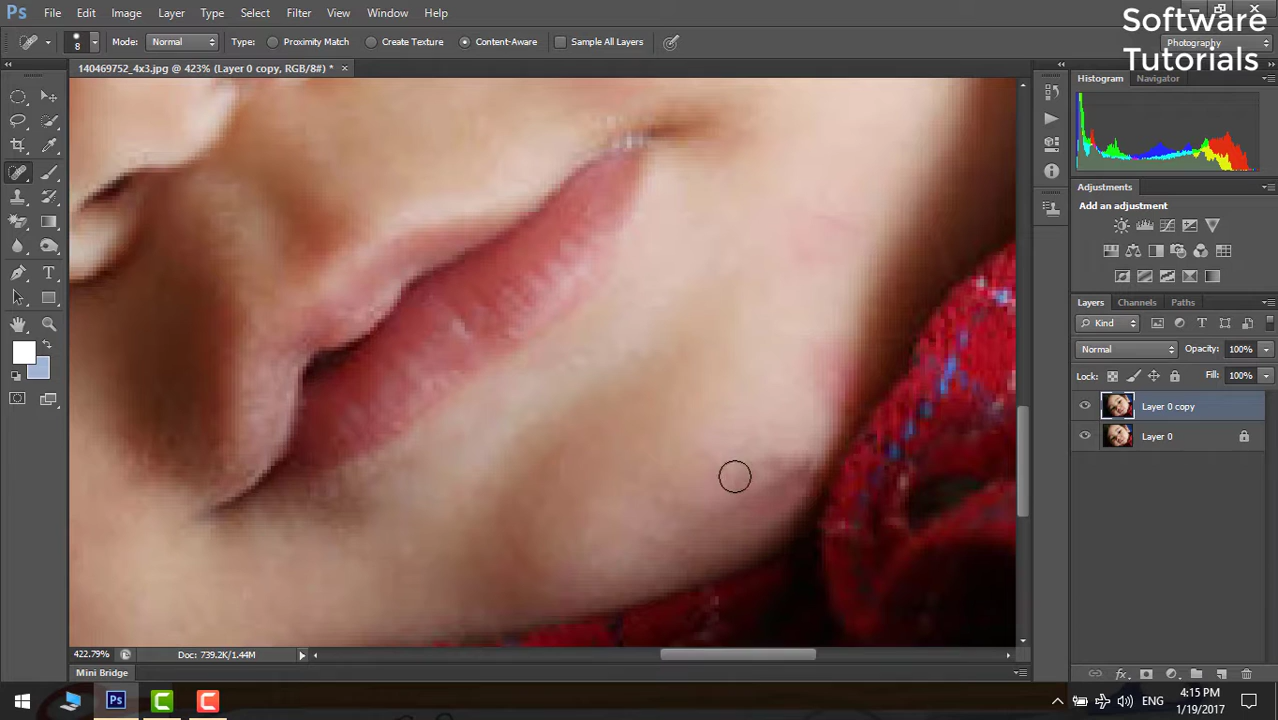 Ps File Edit Image Layer Type Select Filter View Window Help
Software
Tutorials
8 Mode: Normal Type: Proximity Match Create Texture Content-Aware Sample All Layers
Photography
140469752_4x3.jpg @ 423% (Layer 0 copy, RGB/8#) *
Histogram Navigator
Adjustments
Add an adjustment
Layers Channels Paths
Kind
Normal Opacity: 100%
Lock: Fill: 100%
Layer 0 copy
Layer 0
422.79% Doc: 739.2K/1.44M
Mini Bridge
Ps
ENG
4:15 PM
1/19/2017